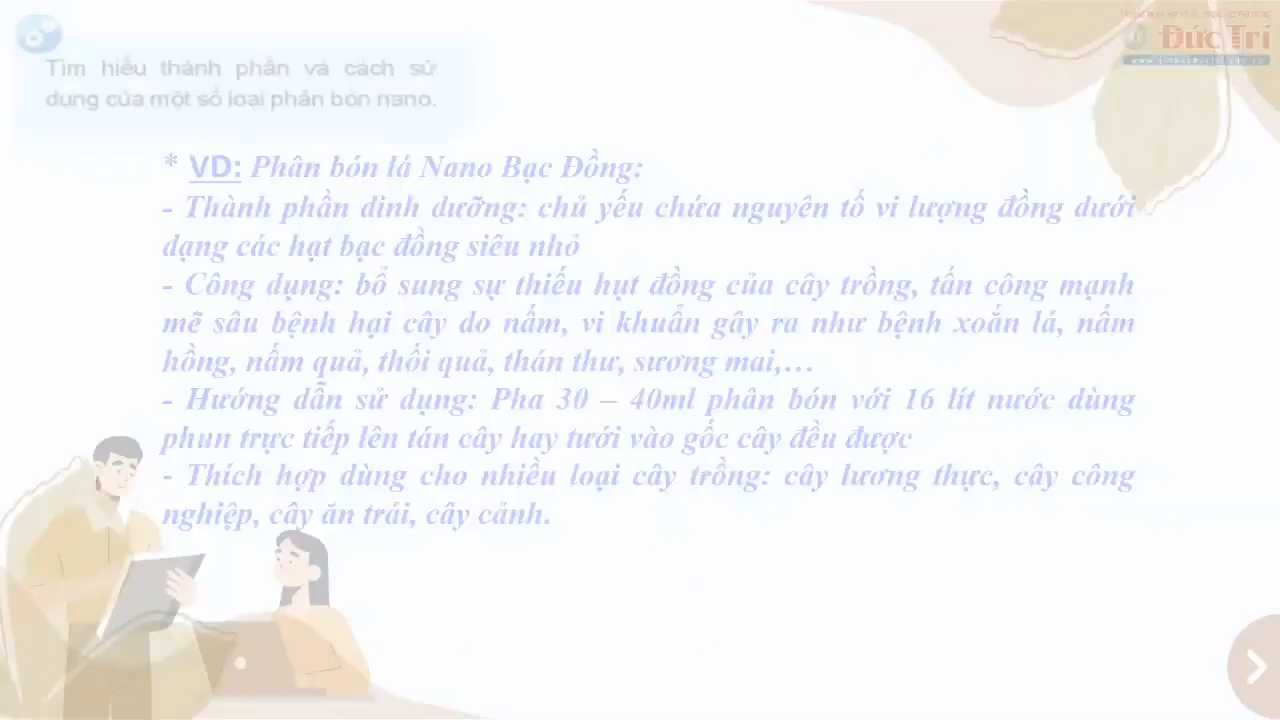 Tìm hiểu thành phần và cách sử
dụng của một số loại phân bón nano.
Đức Trí
* VD: Phân bón lá Nano Bạc Đồng:
- Thành phần dinh dưỡng: chủ yếu chứa nguyên tố vi lượng đồng dưới
dạng các hạt bạc đồng siêu nhỏ
- Công dụng: bổ sung sự thiếu hụt đồng của cây trồng, tấn công mạnh
mẽ sâu bệnh hại cây do nấm, vi khuẩn gây ra như bệnh xoắn lá, nấm
hồng, nấm quả, thối quả, thán thư, sương mai,…
- Hướng dẫn sử dụng: Pha 30 – 40ml phân bón với 16 lít nước dùng
phun trực tiếp lên tán cây hay tưới vào gốc cây đều được
- Thích hợp dùng cho nhiều loại cây trồng: cây lương thực, cây công
nghiệp, cây ăn trái, cây cảnh.